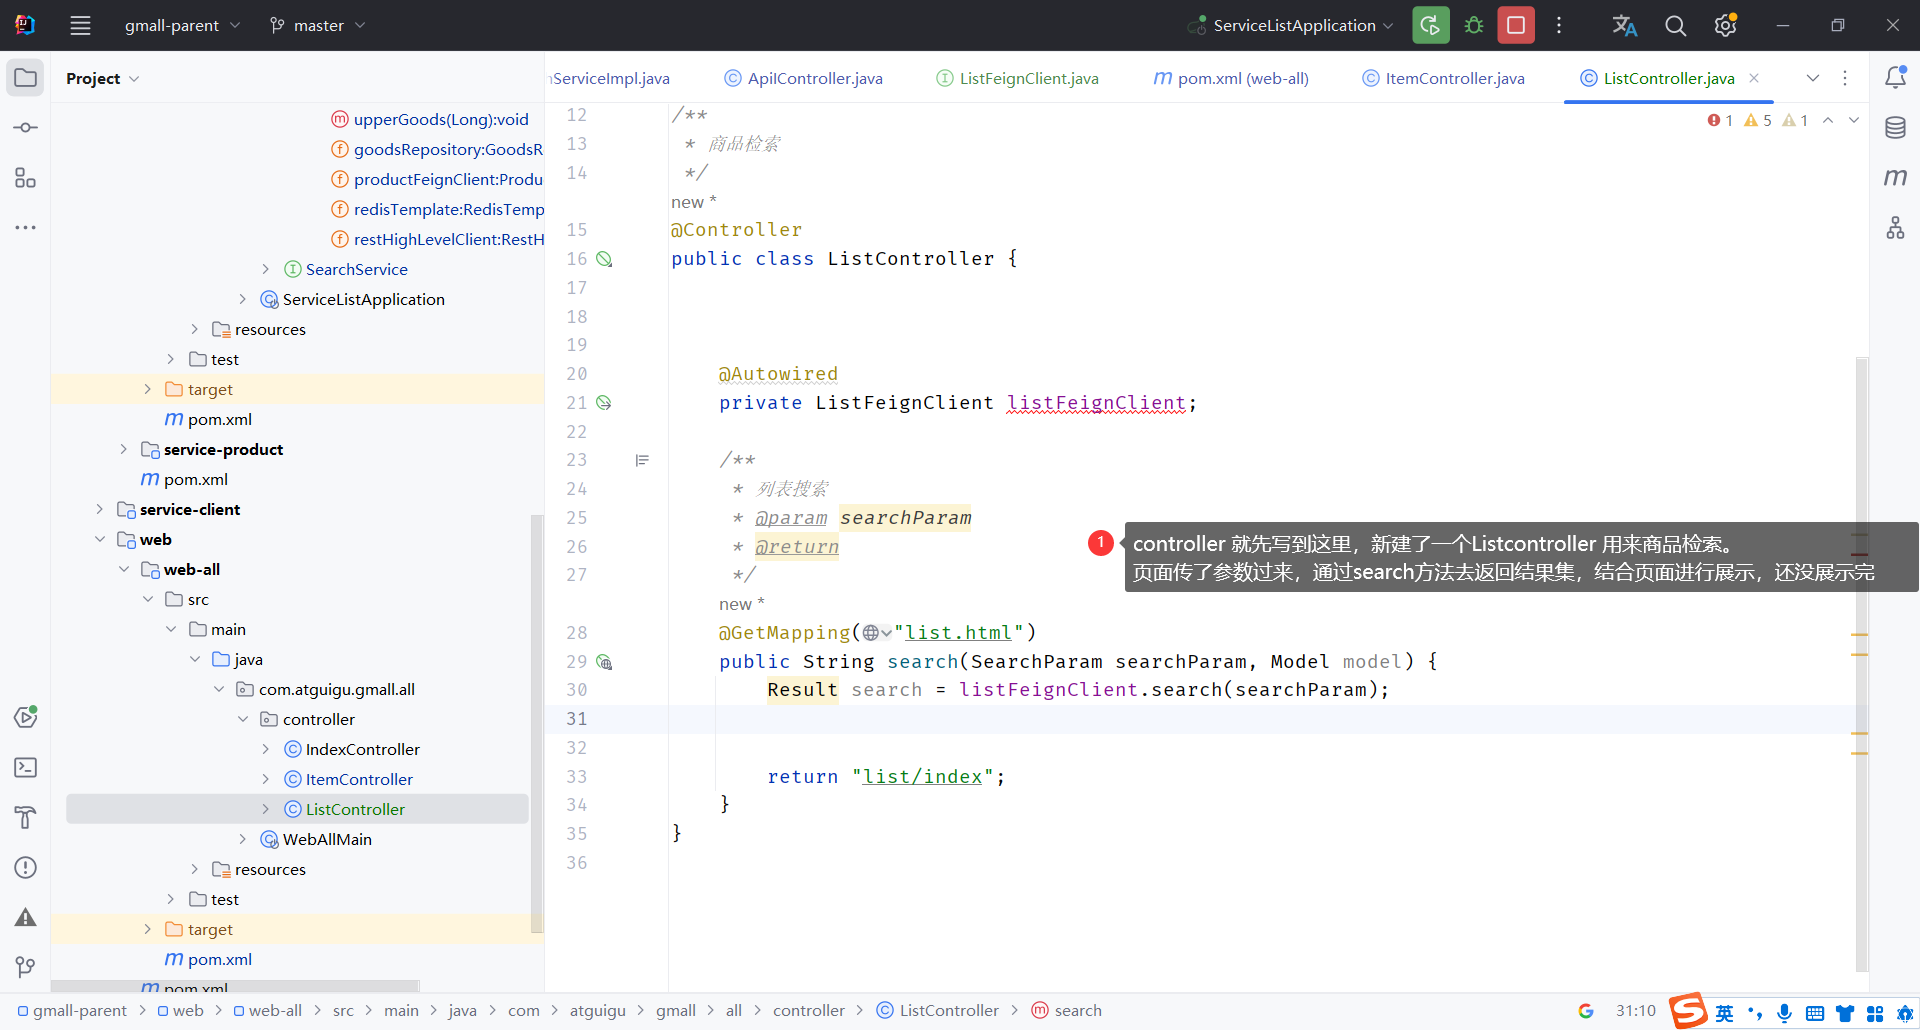 gmall-parent
master
ServiceListApplication
Project
nServiceImpl.java
ApiIController.java
ListFeignClient.java
pom.xml (web-all)
ItemController.java
ListController.java
upperGoods(Long):void
goodsRepository:GoodsR
productFeignClient:Produ
redisTemplate:RedisTemp
restHighLevelClient:RestH
SearchService
ServiceListApplication
resources
test
target
pom.xml
service-product
pom.xml
service-client
web
web-all
src
main
java
com.atguigu.gmall.all
controller
IndexController
ItemController
ListController
WebAllMain
resources
test
target
pom.xml
pom.xml
1 5 1
12 /**
13 * 商品检索
14 */
new *
15 @Controller
16 public class ListController {
17
18
19
20 @Autowired
21 private ListFeignClient listFeignClient;
22
23 /**
24 * 列表搜索
25 * @param searchParam
26 * @return
27 */
new *
28 @GetMapping("list.html")
29 public String search(SearchParam searchParam, Model model) {
30 Result search = listFeignClient.search(searchParam);
31
32
33 return "list/index";
34 }
35 }
36
1
controller 就先写到这里，新建了一个Listcontroller 用来商品检索。
页面传了参数过来，通过search方法去返回结果集，结合页面进行展示，还没展示完
gmall-parent > web > web-all > src > main > java > com > atguigu > gmall > all > controller > ListController > search
31:10
英